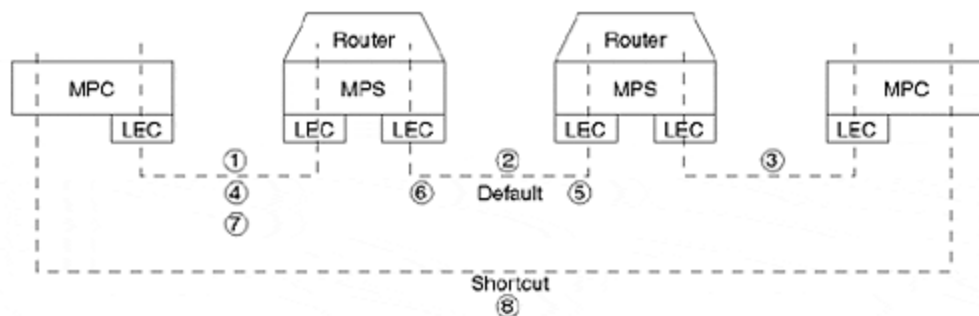 Router Router
MPC MPS MPS MPC
LEC LEC LEC LEC LEC LEC
① ② ③
④ ⑥ Default ⑤
⑦
Shortcut
⑧